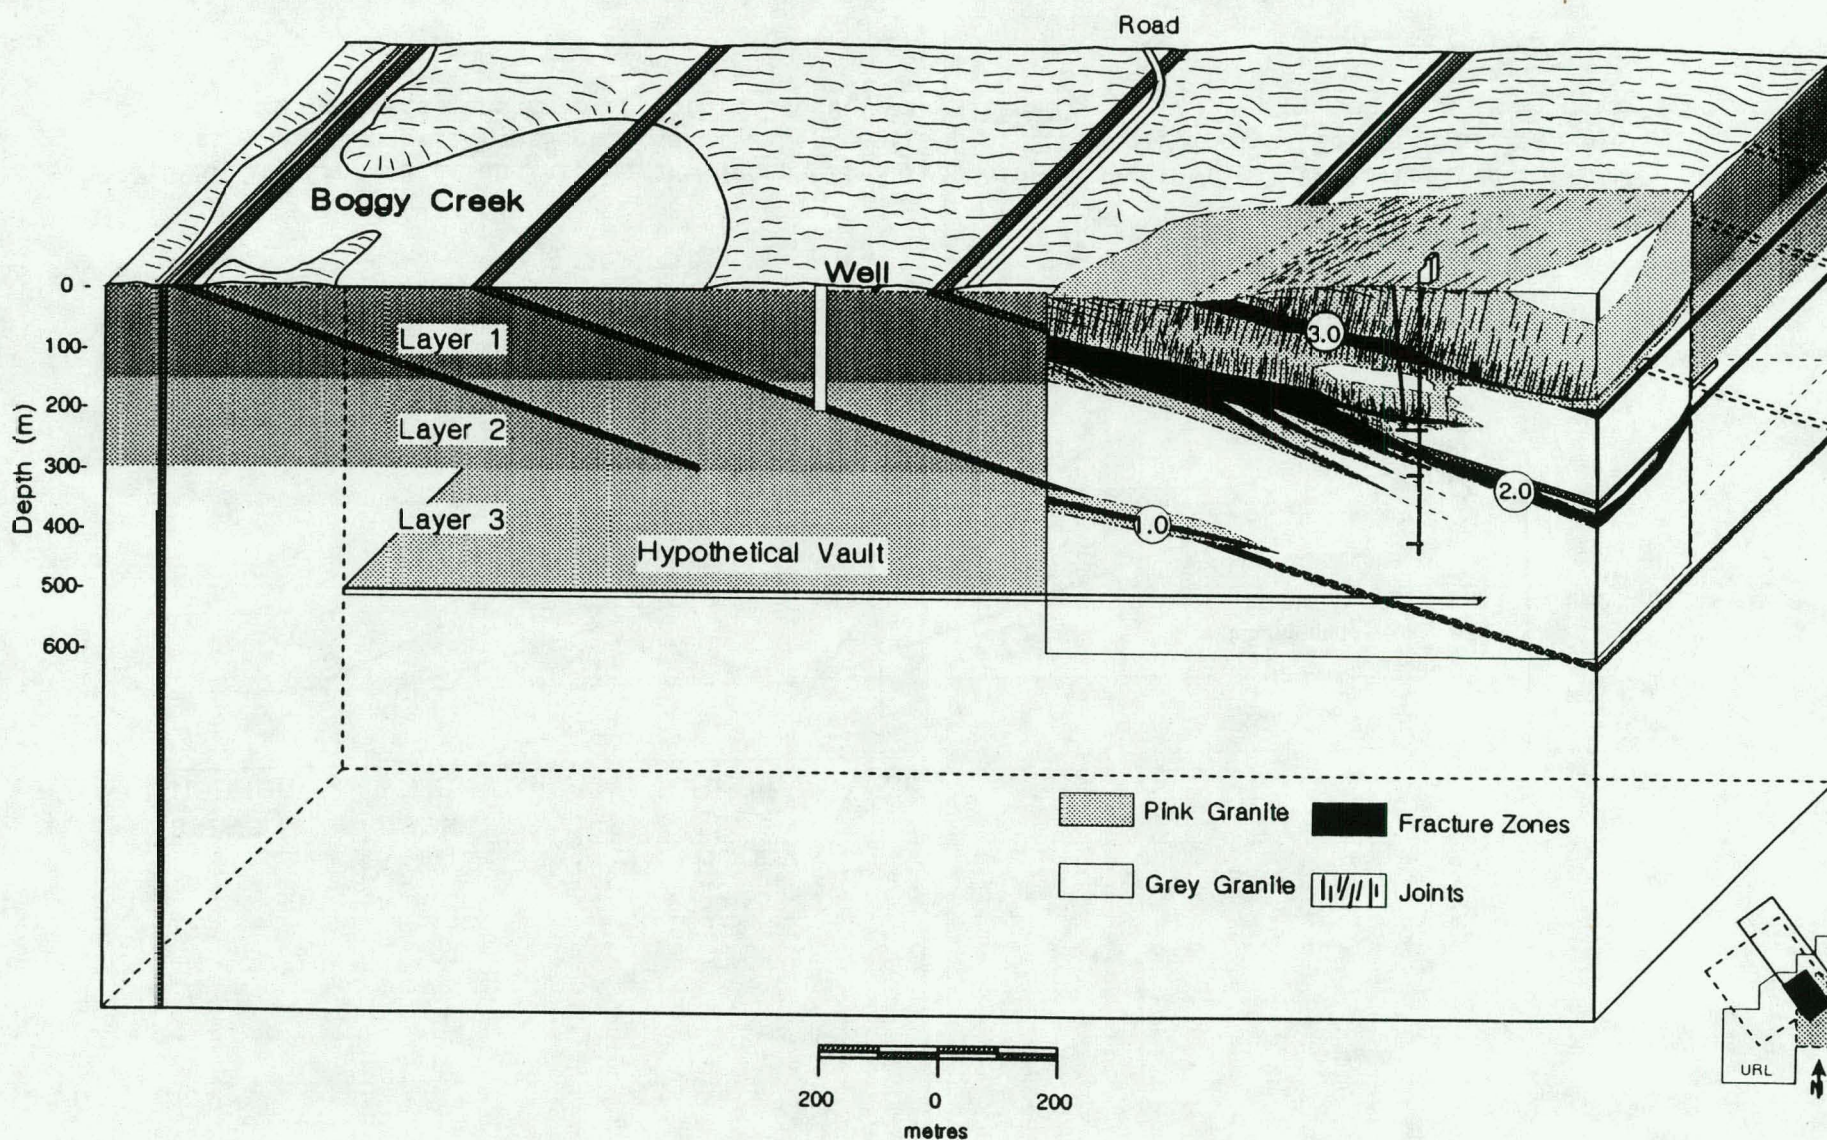 Road
Boggy Creek
Well
0 -
100-
200-
300-
400-
500-
600-
Depth (m)
Layer 1
Layer 2
Layer 3
Hypothetical Vault
3.0
2.0
1.0
Pink Granite
Fracture Zones
Grey Granite
Joints
200 0 200
metres
URL
N